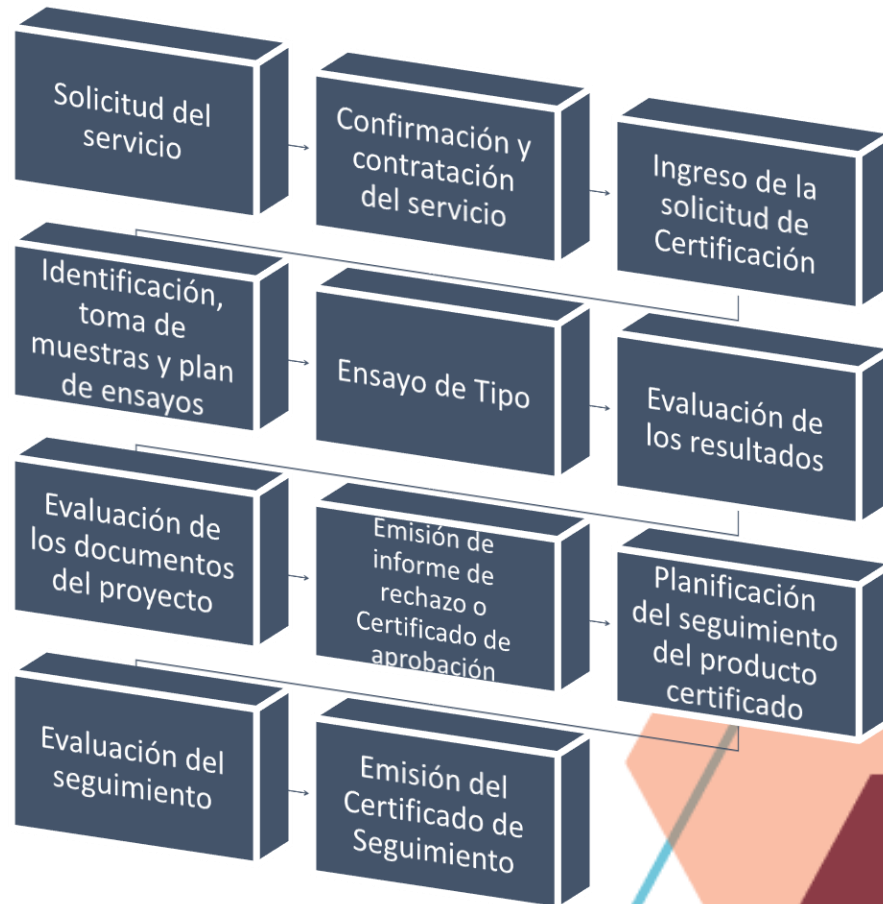 Solicitud del
servicio
Confirmación y
contratación
del servicio
Ingreso de la
solicitud de
Certificación
Identificación,
toma de
muestras y plan
de ensayos
Ensayo de Tipo
Evaluación de
los resultados
Evaluación de
los documentos
del proyecto
Emisión de
informe de
rechazo o
Certificado de
aprobación
Planificación
del seguimiento
del producto
certificado
Evaluación del
seguimiento
Emisión del
Certificado de
Seguimiento